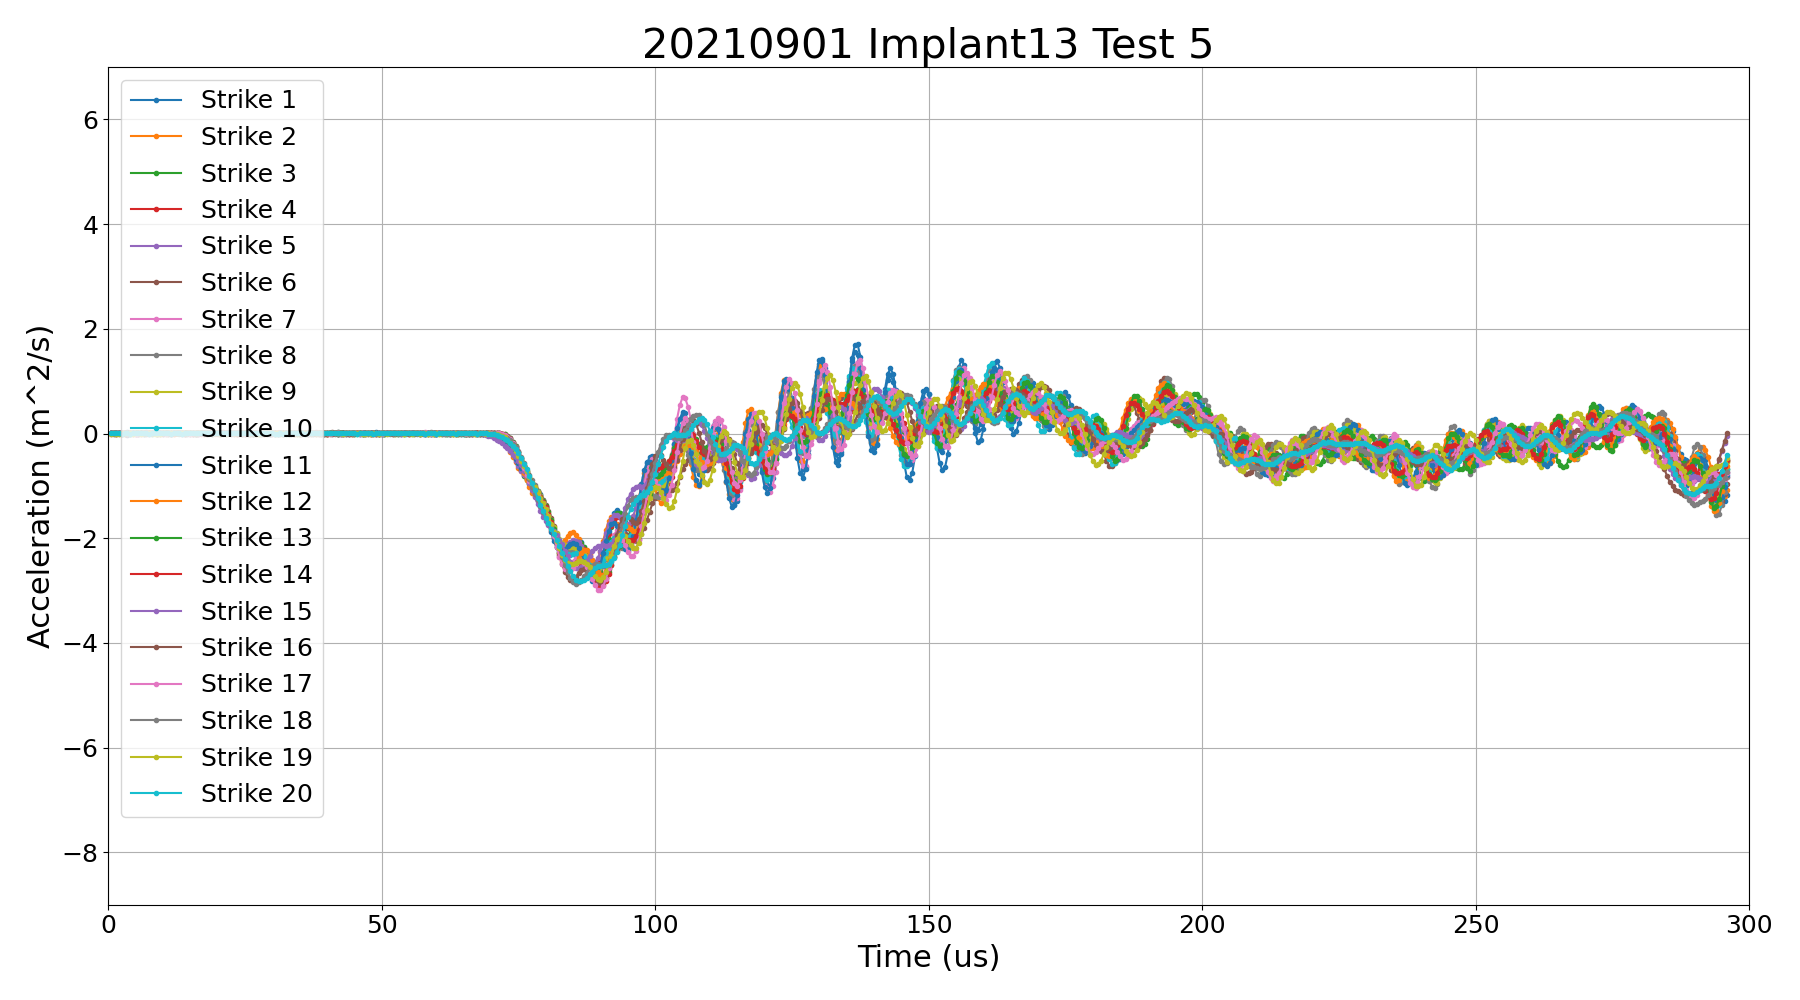 20210901 Implant13 Test 5
Acceleration (m^2/s)
6
4
2
0
−2
−4
−6
−8
Strike 1
Strike 2
Strike 3
Strike 4
Strike 5
Strike 6
Strike 7
Strike 8
Strike 9
Strike 10
Strike 11
Strike 12
Strike 13
Strike 14
Strike 15
Strike 16
Strike 17
Strike 18
Strike 19
Strike 20
0 50 100 150 200 250 300
Time (us)